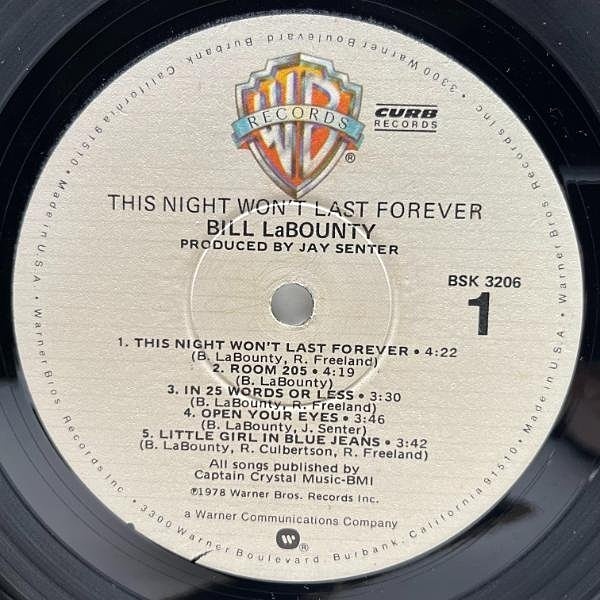 WB
RECORDS
®
CURB
RECORDS
THIS NIGHT WON'T LAST FOREVER
BILL LaBOUNTY
PRODUCED BY JAY SENTER
BSK 3206
1
1. THIS NIGHT WON'T LAST FOREVER • 4:22
(B. LaBounty, R. Freeland)
2. ROOM 205 • 4:19
(B. LaBounty)
3. IN 25 WORDS OR LESS • 3:30
(B. LaBounty, R. Freeland)
4. OPEN YOUR EYES • 3:46
(B. LaBounty, J. Senter)
5. LITTLE GIRL IN BLUE JEANS • 3:42
(B. LaBounty, R. Culbertson, R. Freeland)
All songs published by
Captain Crystal Music-BMI
℗1978 Warner Bros. Records Inc.
a Warner Communications Company
®
Warner Bros Records Inc. • 3300 Warner Boulevard, Burbank, California 91510 • Made in U.S.A. • Warner Bros Records Inc. • 3300 Warner Boulevard, Burbank, California 91510 • Made in U.S.A. •